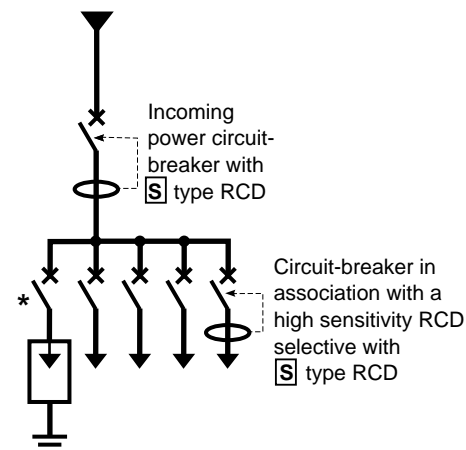 Incoming
power circuit-
breaker with
S type RCD
Circuit-breaker in
association with a
high sensitivity RCD
selective with
S type RCD
*